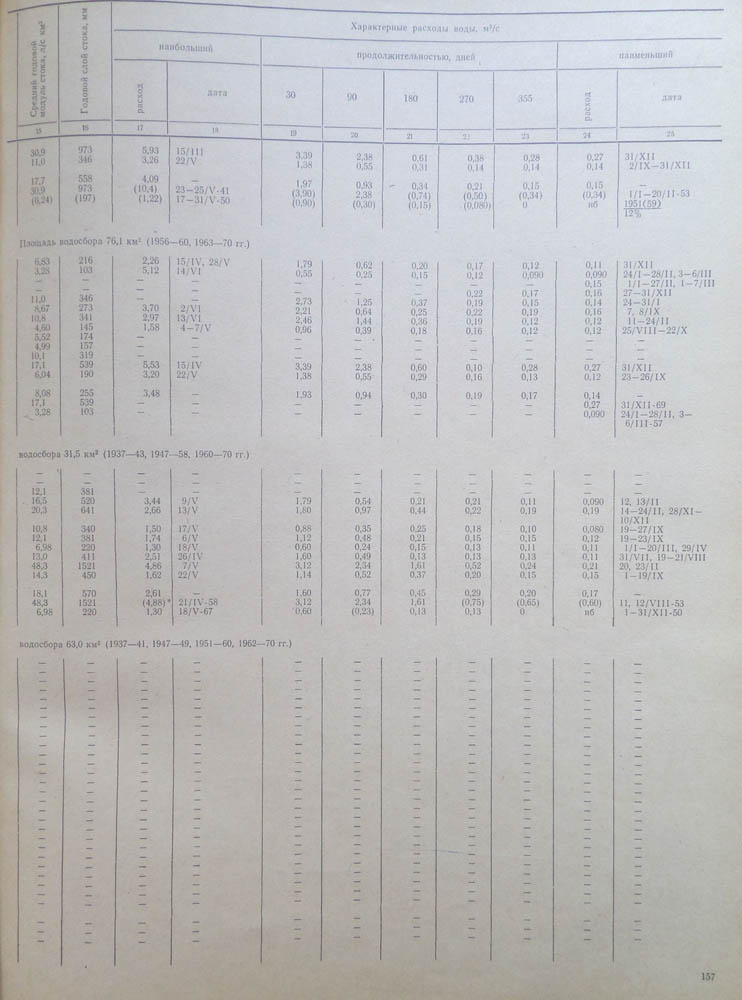 Характерные расходы воды, м³/с
Средний годовой модуль стока, л/с км²
Годовой слой стока, мм
наибольший
продолжительностью, дней
наименьший
расход дата 30 90 180 270 355 расход дата
15 16 17 18 19 20 21 22 23 24 25
30,9 973 5,93 15/III 3,39 2,38 0,61 0,38 0,28 0,27 31/XII
11,0 346 3,26 22/V 1,38 0,55 0,31 0,14 0,14 0,14 2/IX—31/XII
17,7 558 4,09 — 1,97 0,93 0,34 0,21 0,15 0,15 —
30,9 973 (10,4) 23—25/V-41 (3,90) 2,38 (0,74) (0,50) (0,34) (0,34) 1/I—20/II-53
(6,24) (197) (1,22) 17—31/V-50 (0,90) (0,30) (0,15) (0,080) 0 нб 1951(59)
12%
Площадь водосбора 76,1 км² (1956—60, 1963—70 гг.)
6,83 216 2,26 15/IV, 28/V 1,79 0,62 0,20 0,17 0,12 0,11 31/XII
3,28 103 5,12 14/VI 0,55 0,25 0,15 0,12 0,090 0,090 24/I—28/II, 3—6/III
— — — — — — — — — 0,15 1/I—27/II, 1—7/III
11,0 346 — — — — — 0,22 0,17 0,16 27—31/XII
8,67 273 3,70 2/VI 2,73 1,25 0,37 0,19 0,15 0,14 24—31/I
10,8 341 2,97 13/VI 2,21 0,64 0,25 0,22 0,19 0,16 7, 8/IX
4,60 145 1,58 4—7/V 2,46 1,44 0,36 0,19 0,12 0,12 11—24/II
5,52 174 — — 0,96 0,39 0,18 0,16 0,12 0,12 25/VIII—22/X
4,99 157 — — — — — — — — —
10,1 319 — — — — — — — — —
17,1 539 5,53 15/IV 3,39 2,38 0,60 0,10 0,28 0,27 31/XII
6,04 190 3,20 22/V 1,38 0,55 0,29 0,16 0,13 0,12 23—26/IX
8,08 255 3,48 — 1,93 0,94 0,30 0,19 0,17 0,14 —
17,1 539 — — — — — — — 0,27 31/XII-69
3,28 103 — — — — — — — 0,090 24/I—28/II, 3—
6/III-57
водосбора 31,5 км² (1937—43, 1947—58, 1960—70 гг.)
— — — — — — — — — — —
— — — — — — — — — — —
12,1 381 — — — — — — — — —
16,5 520 3,44 9/V 1,79 0,54 0,21 0,21 0,11 0,090 12, 13/II
20,3 641 2,66 13/V 1,80 0,97 0,44 0,22 0,19 0,19 14—24/II, 28/XI—
10/XII
10,8 340 1,50 17/V 0,88 0,35 0,25 0,18 0,10 0,080 19—27/IX
12,1 381 1,74 6/V 1,12 0,48 0,21 0,15 0,15 0,12 19—23/IX
6,98 220 1,30 18/V 0,60 0,24 0,15 0,13 0,11 0,11 1/I—20/III, 29/IV
13,0 411 2,51 26/IV 1,60 0,49 0,13 0,13 0,13 0,11 31/VII, 19—21/VIII
48,3 1521 4,86 7/V 3,12 2,34 1,61 0,52 0,24 0,21 20, 23/II
14,3 450 1,62 22/V 1,14 0,52 0,37 0,20 0,15 0,15 1—19/IX
18,1 570 2,61 — 1,60 0,77 0,45 0,29 0,20 0,17 —
48,3 1521 (4,88)* 21/IV-58 3,12 2,34 1,61 (0,75) (0,65) (0,60) 11, 12/VIII-53
6,98 220 1,30 18/V-67 0,60 (0,23) 0,13 0,13 0 нб 1—31/XII-50
водосбора 63,0 км² (1937—41, 1947—49, 1951—60, 1962—70 гг.)
157